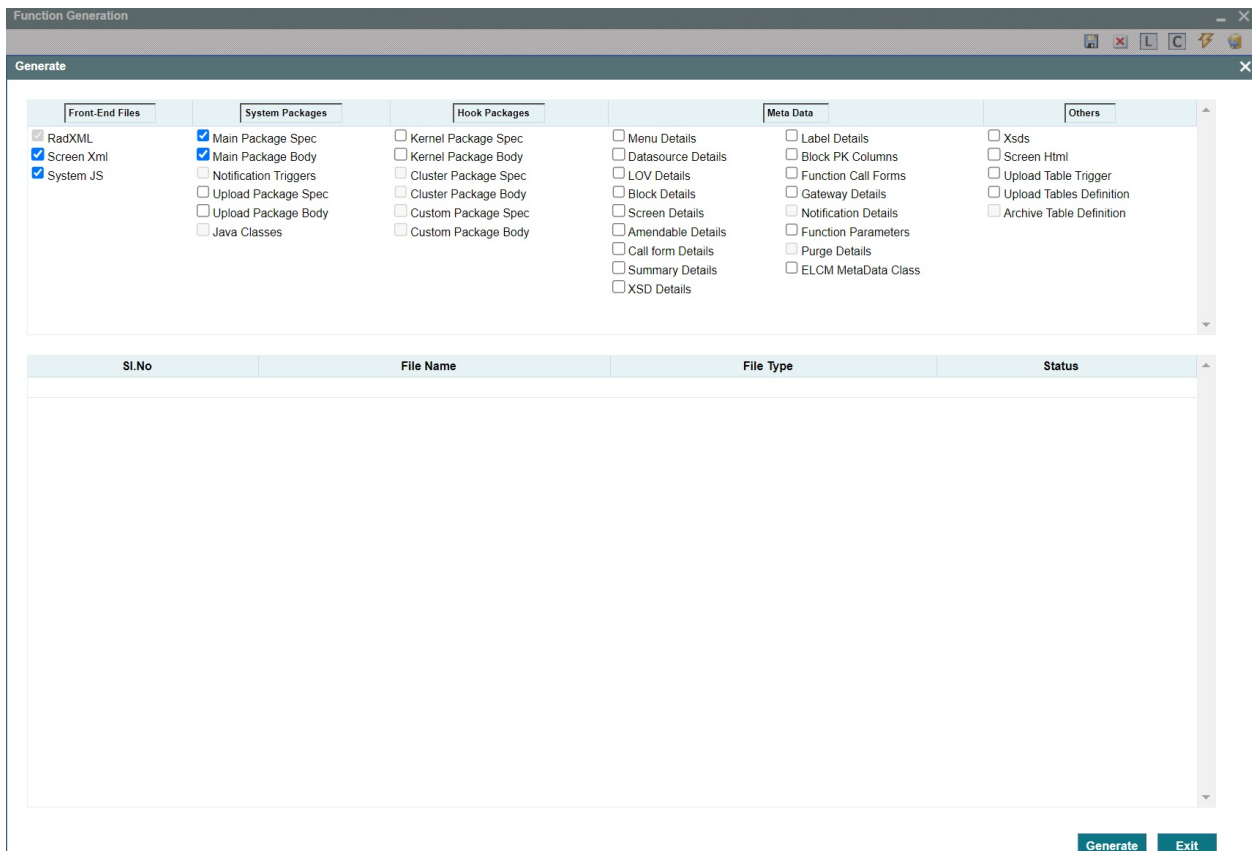 Function Generation
L C
Generate
Front-End Files System Packages Hook Packages Meta Data Others
RadXML Main Package Spec Kernel Package Spec Menu Details Label Details Xsds
Screen Xml Main Package Body Kernel Package Body Datasource Details Block PK Columns Screen Html
System JS Notification Triggers Cluster Package Spec LOV Details Function Call Forms Upload Table Trigger
Upload Package Spec Cluster Package Body Block Details Gateway Details Upload Tables Definition
Upload Package Body Custom Package Spec Screen Details Notification Details Archive Table Definition
Java Classes Custom Package Body Amendable Details Function Parameters
Call form Details Purge Details
Summary Details ELCM MetaData Class
XSD Details
Sl.No File Name File Type Status
Generate Exit